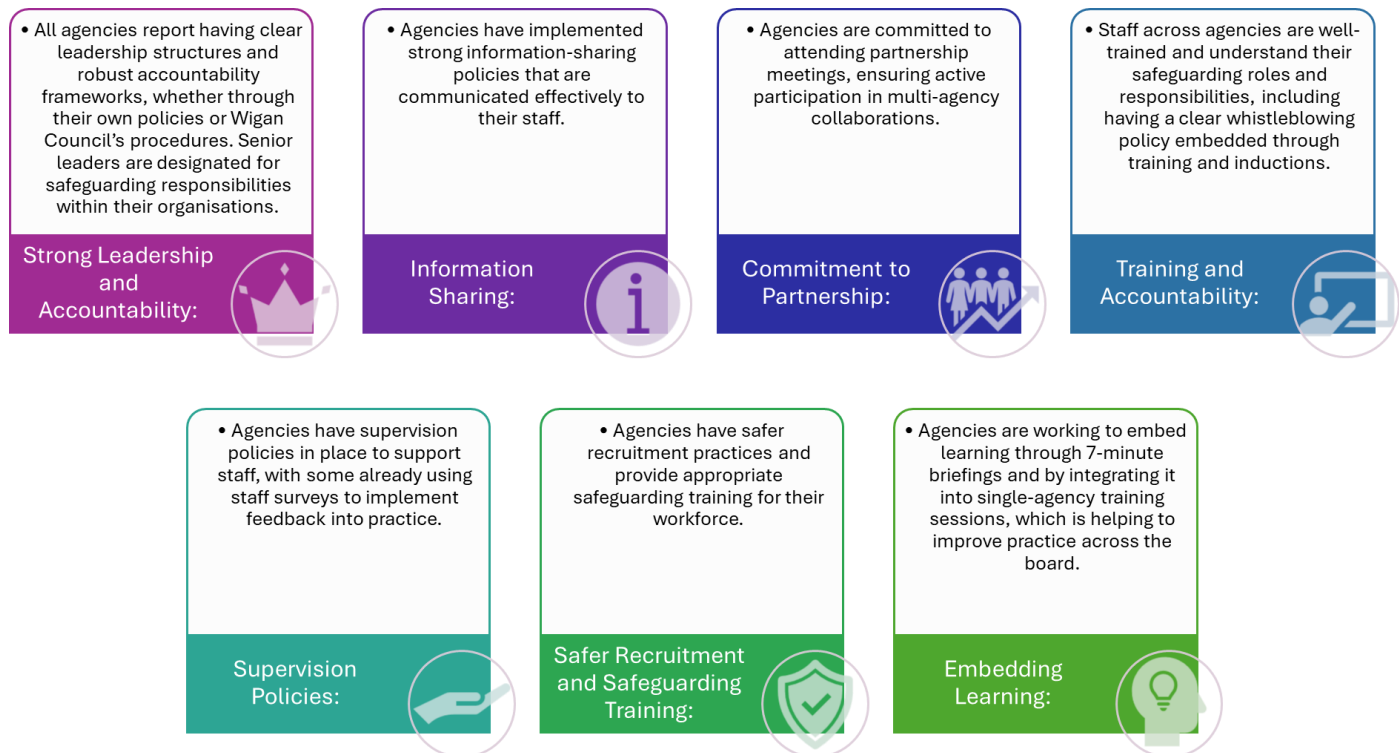 • All agencies report having clear
leadership structures and
robust accountability
frameworks, whether through
their own policies or Wigan
Council’s procedures. Senior
leaders are designated for
safeguarding responsibilities
within their organisations.
Strong Leadership
and
Accountability:
• Agencies have implemented
strong information-sharing
policies that are
communicated effectively to
their staff.
Information
Sharing:
• Agencies are committed to
attending partnership
meetings, ensuring active
participation in multi-agency
collaborations.
Commitment to
Partnership:
• Staff across agencies are well-
trained and understand their
safeguarding roles and
responsibilities, including
having a clear whistleblowing
policy embedded through
training and inductions.
Training and
Accountability:
• Agencies have supervision
policies in place to support
staff, with some already using
staff surveys to implement
feedback into practice.
Supervision
Policies:
• Agencies have safer
recruitment practices and
provide appropriate
safeguarding training for their
workforce.
Safer Recruitment
and Safeguarding
Training:
• Agencies are working to embed
learning through 7-minute
briefings and by integrating it
into single-agency training
sessions, which is helping to
improve practice across the
board.
Embedding
Learning: